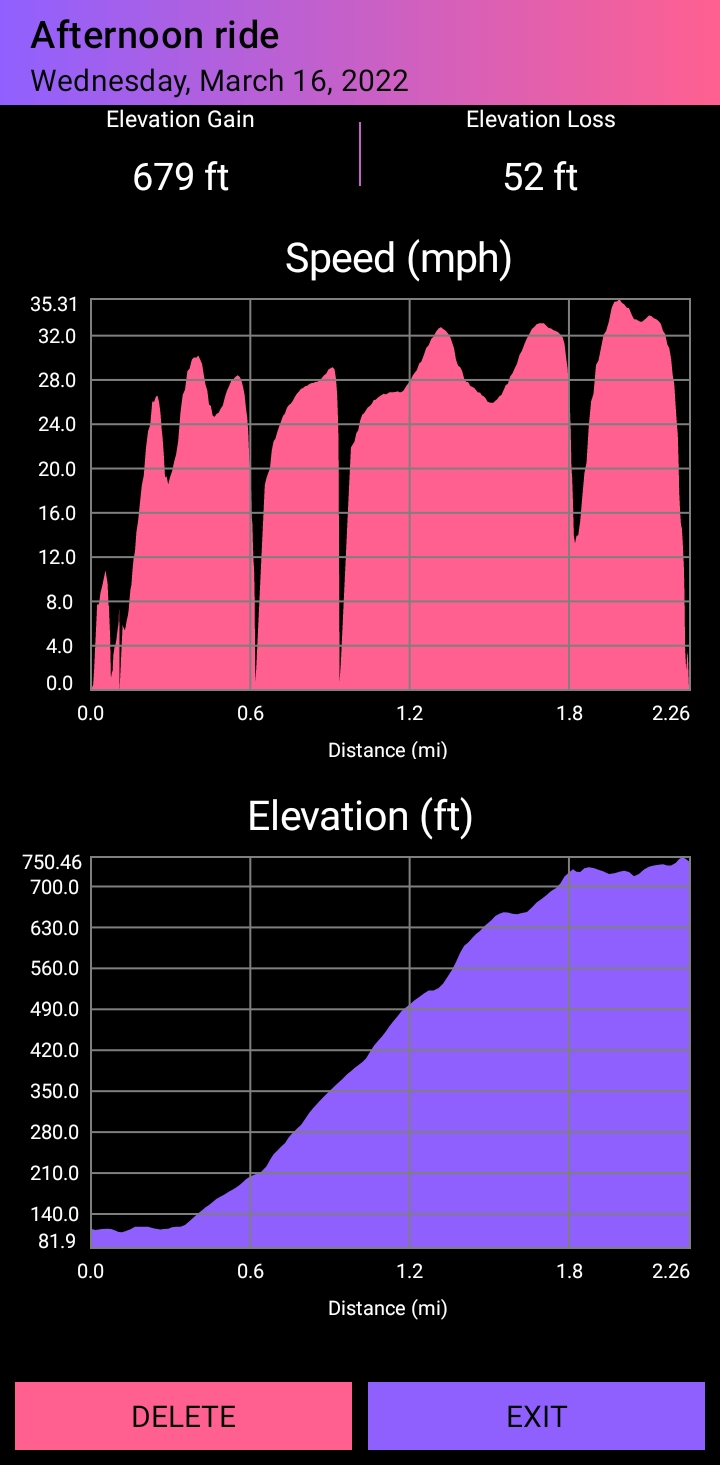 Afternoon ride
Wednesday, March 16, 2022
Elevation Gain
Elevation Loss
679 ft
52 ft
Speed (mph)
35.31
32.0
28.0
24.0
20.0
16.0
12.0
8.0
4.0
0.0
0.0 0.6 1.2 1.8 2.26
Distance (mi)
Elevation (ft)
750.46
700.0
630.0
560.0
490.0
420.0
350.0
280.0
210.0
140.0
81.9
0.0 0.6 1.2 1.8 2.26
Distance (mi)
DELETE
EXIT